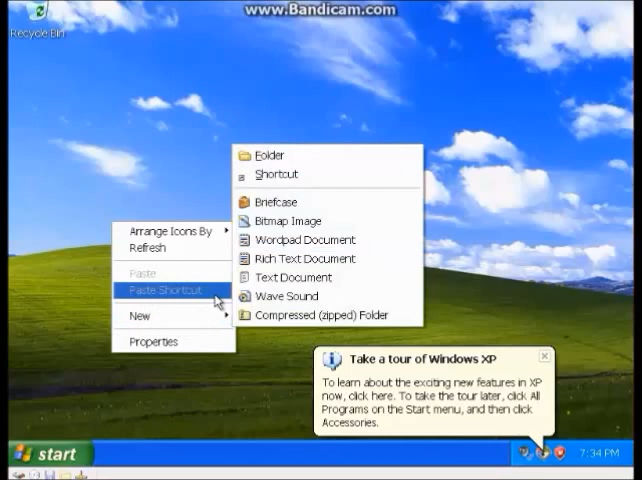 www.Bandicam.com
Recycle Bin
Folder
Shortcut
Briefcase
Bitmap Image
Wordpad Document
Rich Text Document
Text Document
Wave Sound
Compressed (zipped) Folder
Arrange Icons By
Refresh
Paste
Paste Shortcut
New
Properties
Take a tour of Windows XP
To learn about the exciting new features in XP
now, click here. To take the tour later, click All
Programs on the Start menu, and then click
Accessories.
start
7:34 PM